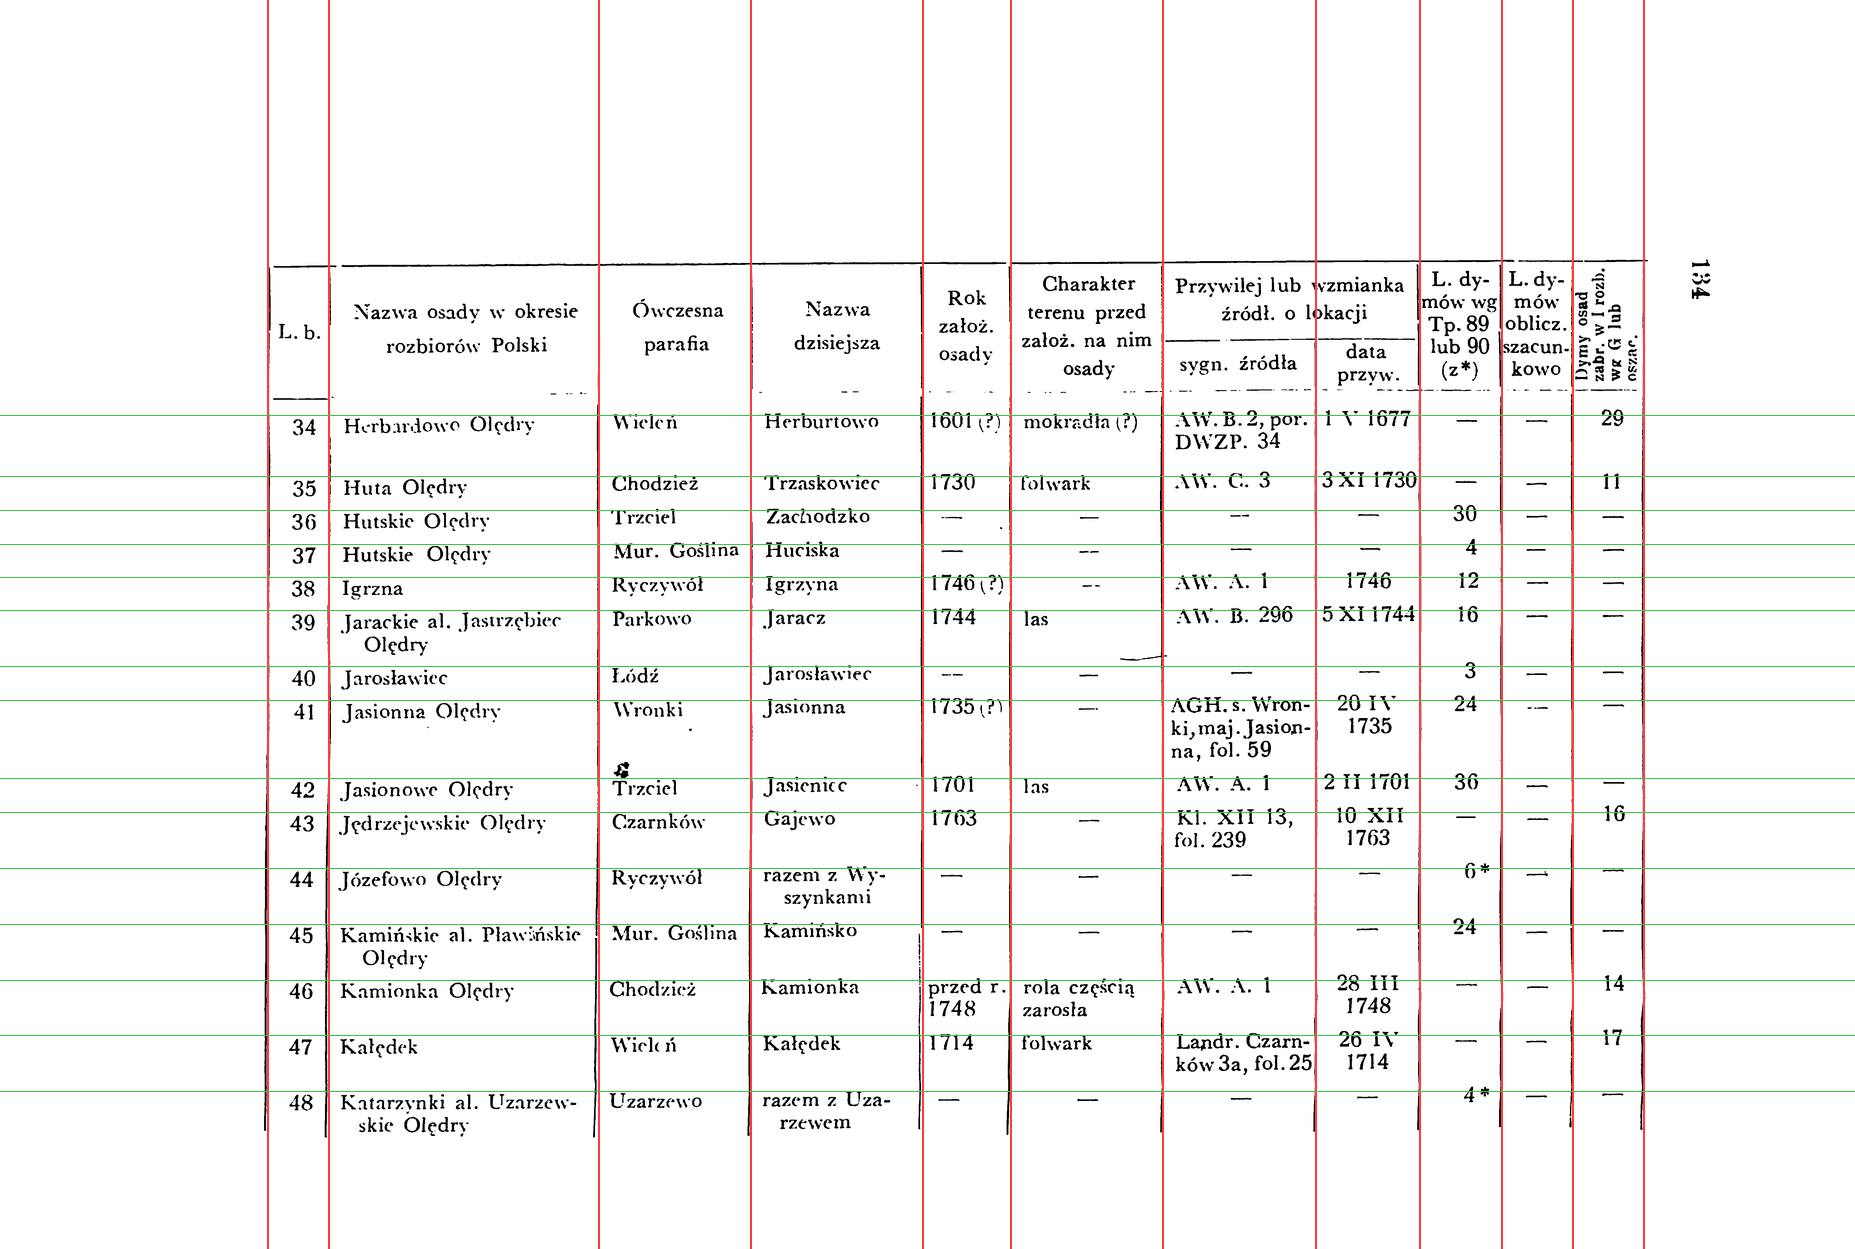 134
L. b. Nazwa osady w okresie rozbiorów Polski Ówczesna parafia Nazwa dzisiejsza Rok założ. osady Charakter terenu przed założ. na nim osady Przywilej lub wzmianka źródł. o lokacji sygn. źródła data przyw. L. dymów wg Tp. 89 lub 90 (z*) L. dymów oblicz. szacunkowo Dymy osad zabr. w I rozb. wg G lub oszac.
34 Herbardowo Olędry Wieleń Herburtowo 1601 (?) mokradła (?) AW. B. 2, por. 1 V 1677 — — 29
DWZP. 34
35 Huta Olędry Chodzież Trzaskowiec 1730 folwark AW. C. 3 3 XI 1730 — — 11
36 Hutskie Olędry Trzciel Zachodzko — — — — 30 — —
37 Hutskie Olędry Mur. Goślina Huciska — — — — 4 — —
38 Igrzna Ryczywół Igrzyna 1746 (?) — AW. A. 1 1746 12 — —
39 Jarackie al. Jastrzębiec Parkowo Jaracz 1744 las AW. B. 296 5 XI 1744 16 — —
Olędry
40 Jarosławiec Łódź Jarosławiec — — — — 3 — —
41 Jasionna Olędry Wronki Jasionna 1735 (?) — AGH. s. Wron- 20 IV 24 — —
ki, maj. Jasion- 1735
na, fol. 59
42 Jasionowe Olędry Trzciel Jasieniec 1701 las AW. A. 1 2 II 1701 36 — —
43 Jędrzejewskie Olędry Czarnków Gajewo 1763 — Kl. XII 13, 10 XII — — 16
fol. 239 1763
44 Józefowo Olędry Ryczywół razem z Wy- — — — — 6* — —
szynkami
45 Kamińskie al. Pławińskie Mur. Goślina Kamińsko — — — — 24 — —
Olędry
46 Kamionka Olędry Chodzież Kamionka przed r. rola częścią AW. A. 1 28 III — — 14
1748 zarosła 1748
47 Kałędek Wieleń Kałędek 1714 folwark Landr. Czarn- 26 IV — — 17
ków 3a, fol. 25 1714
48 Katarzynki al. Uzarzew- Uzarzewo razem z Uza- — — — — 4* — —
skie Olędry rzewem